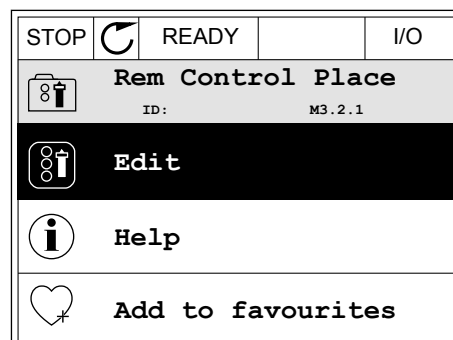 STOP READY I/O
Rem Control Place
ID: M3.2.1
Edit
Help
Add to favourites